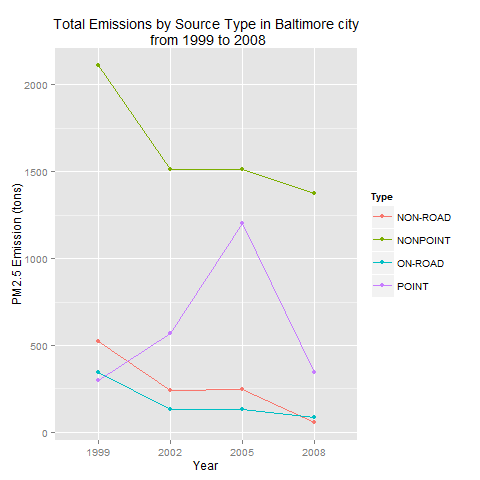 Total Emissions by Source Type in Baltimore city
from 1999 to 2008
PM2.5 Emission (tons)
2000
1500
1000
500
0
1999 2002 2005 2008
Year
Type
NON-ROAD
NONPOINT
ON-ROAD
POINT